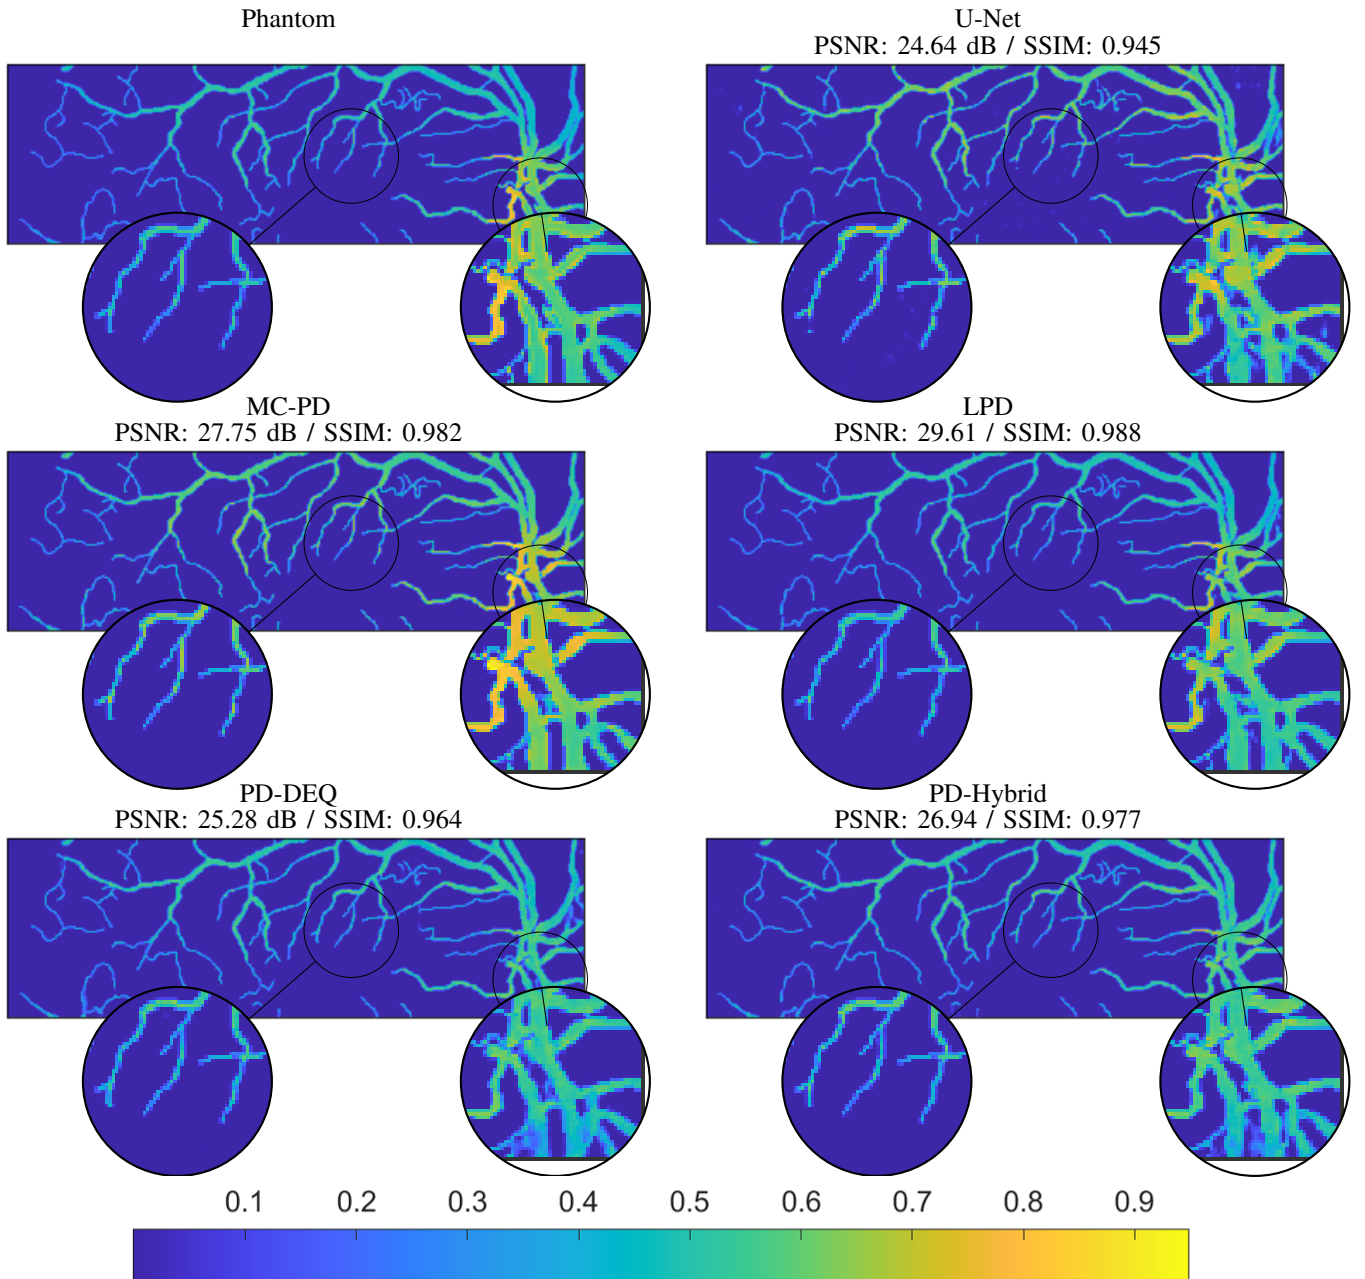 Phantom
U-Net
PSNR: 24.64 dB / SSIM: 0.945
MC-PD
PSNR: 27.75 dB / SSIM: 0.982
LPD
PSNR: 29.61 / SSIM: 0.988
PD-DEQ
PSNR: 25.28 dB / SSIM: 0.964
PD-Hybrid
PSNR: 26.94 / SSIM: 0.977
0.1 0.2 0.3 0.4 0.5 0.6 0.7 0.8 0.9